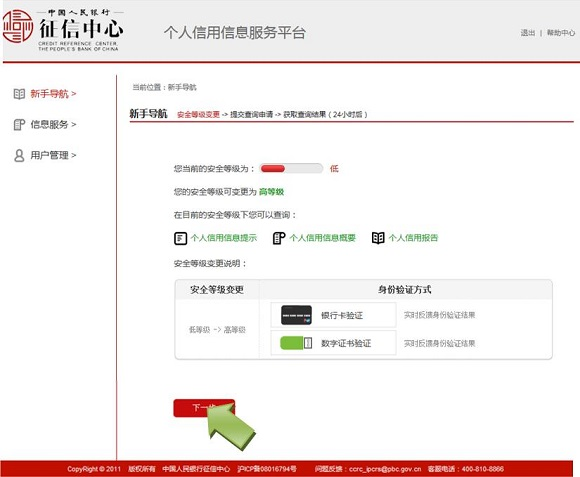 中国人民银行
征信中心
CREDIT REFERENCE CENTER,
THE PEOPLE'S BANK OF CHINA
个人信用信息服务平台
退出 | 帮助中心
新手导航 >
信息服务 >
用户管理 >
当前位置：新手导航
新手导航 安全等级变更 -> 提交查询申请 -> 获取查询结果（24小时后）
您当前的安全等级为： 低
您的安全等级可变更为 高等级
在目前的安全等级下您可以查询：
个人信用信息提示 个人信用信息概要 个人信用报告
安全等级变更说明：
安全等级变更 身份验证方式
低等级 -> 高等级
银行卡验证 实时反馈身份验证结果
数字证书验证 实时反馈身份验证结果
下一
CopyRight © 2011 版权所有 中国人民银行征信中心 沪ICP备08016794号 问题反馈：ccrc_ipcrs@pbc.gov.cn 客服电话：400-810-8866